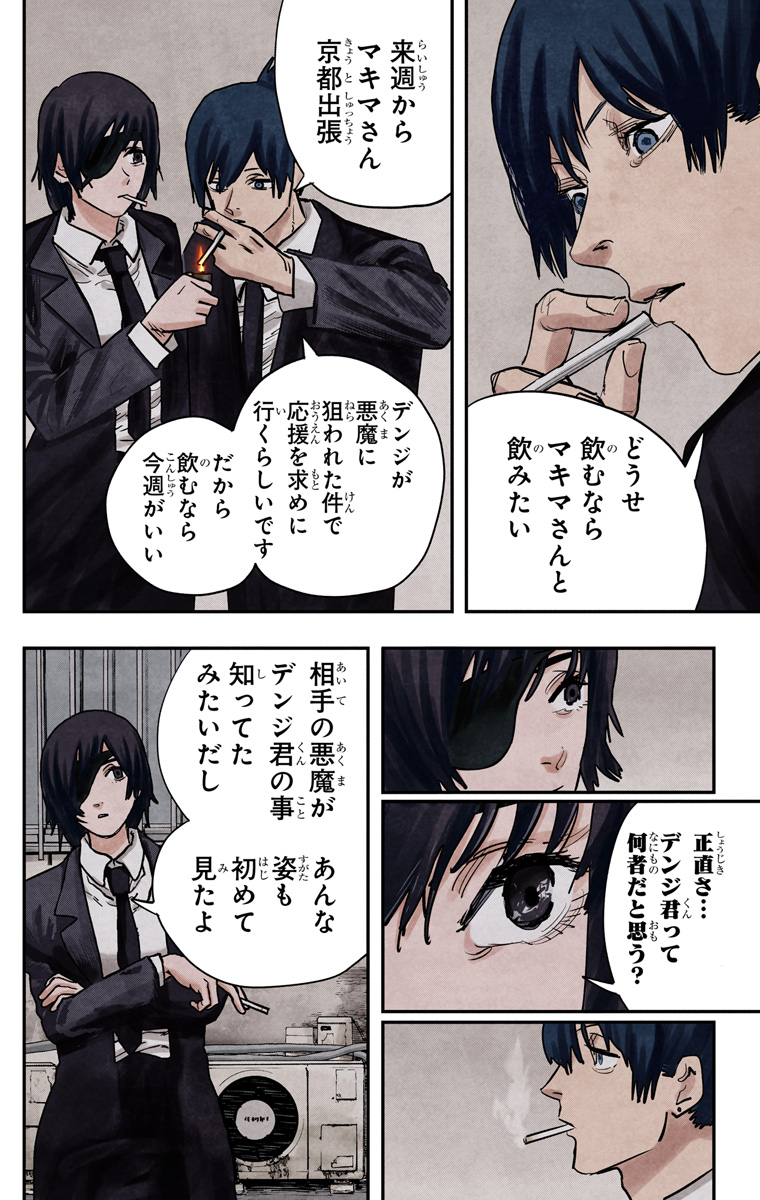 どうせ
飲むなら
マキマさんと
飲みたい
来週から
マキマさん
京都出張
デンジが
悪魔に
狙われた件で
応援を求めに
行くらしいです
だから
飲むなら
今週がいい
正直さ…
デンジ君って
何者だと思う?
相手の悪魔が
デンジ君の事
知ってた
みたいだし
あんな
姿も
初めて
見たよ